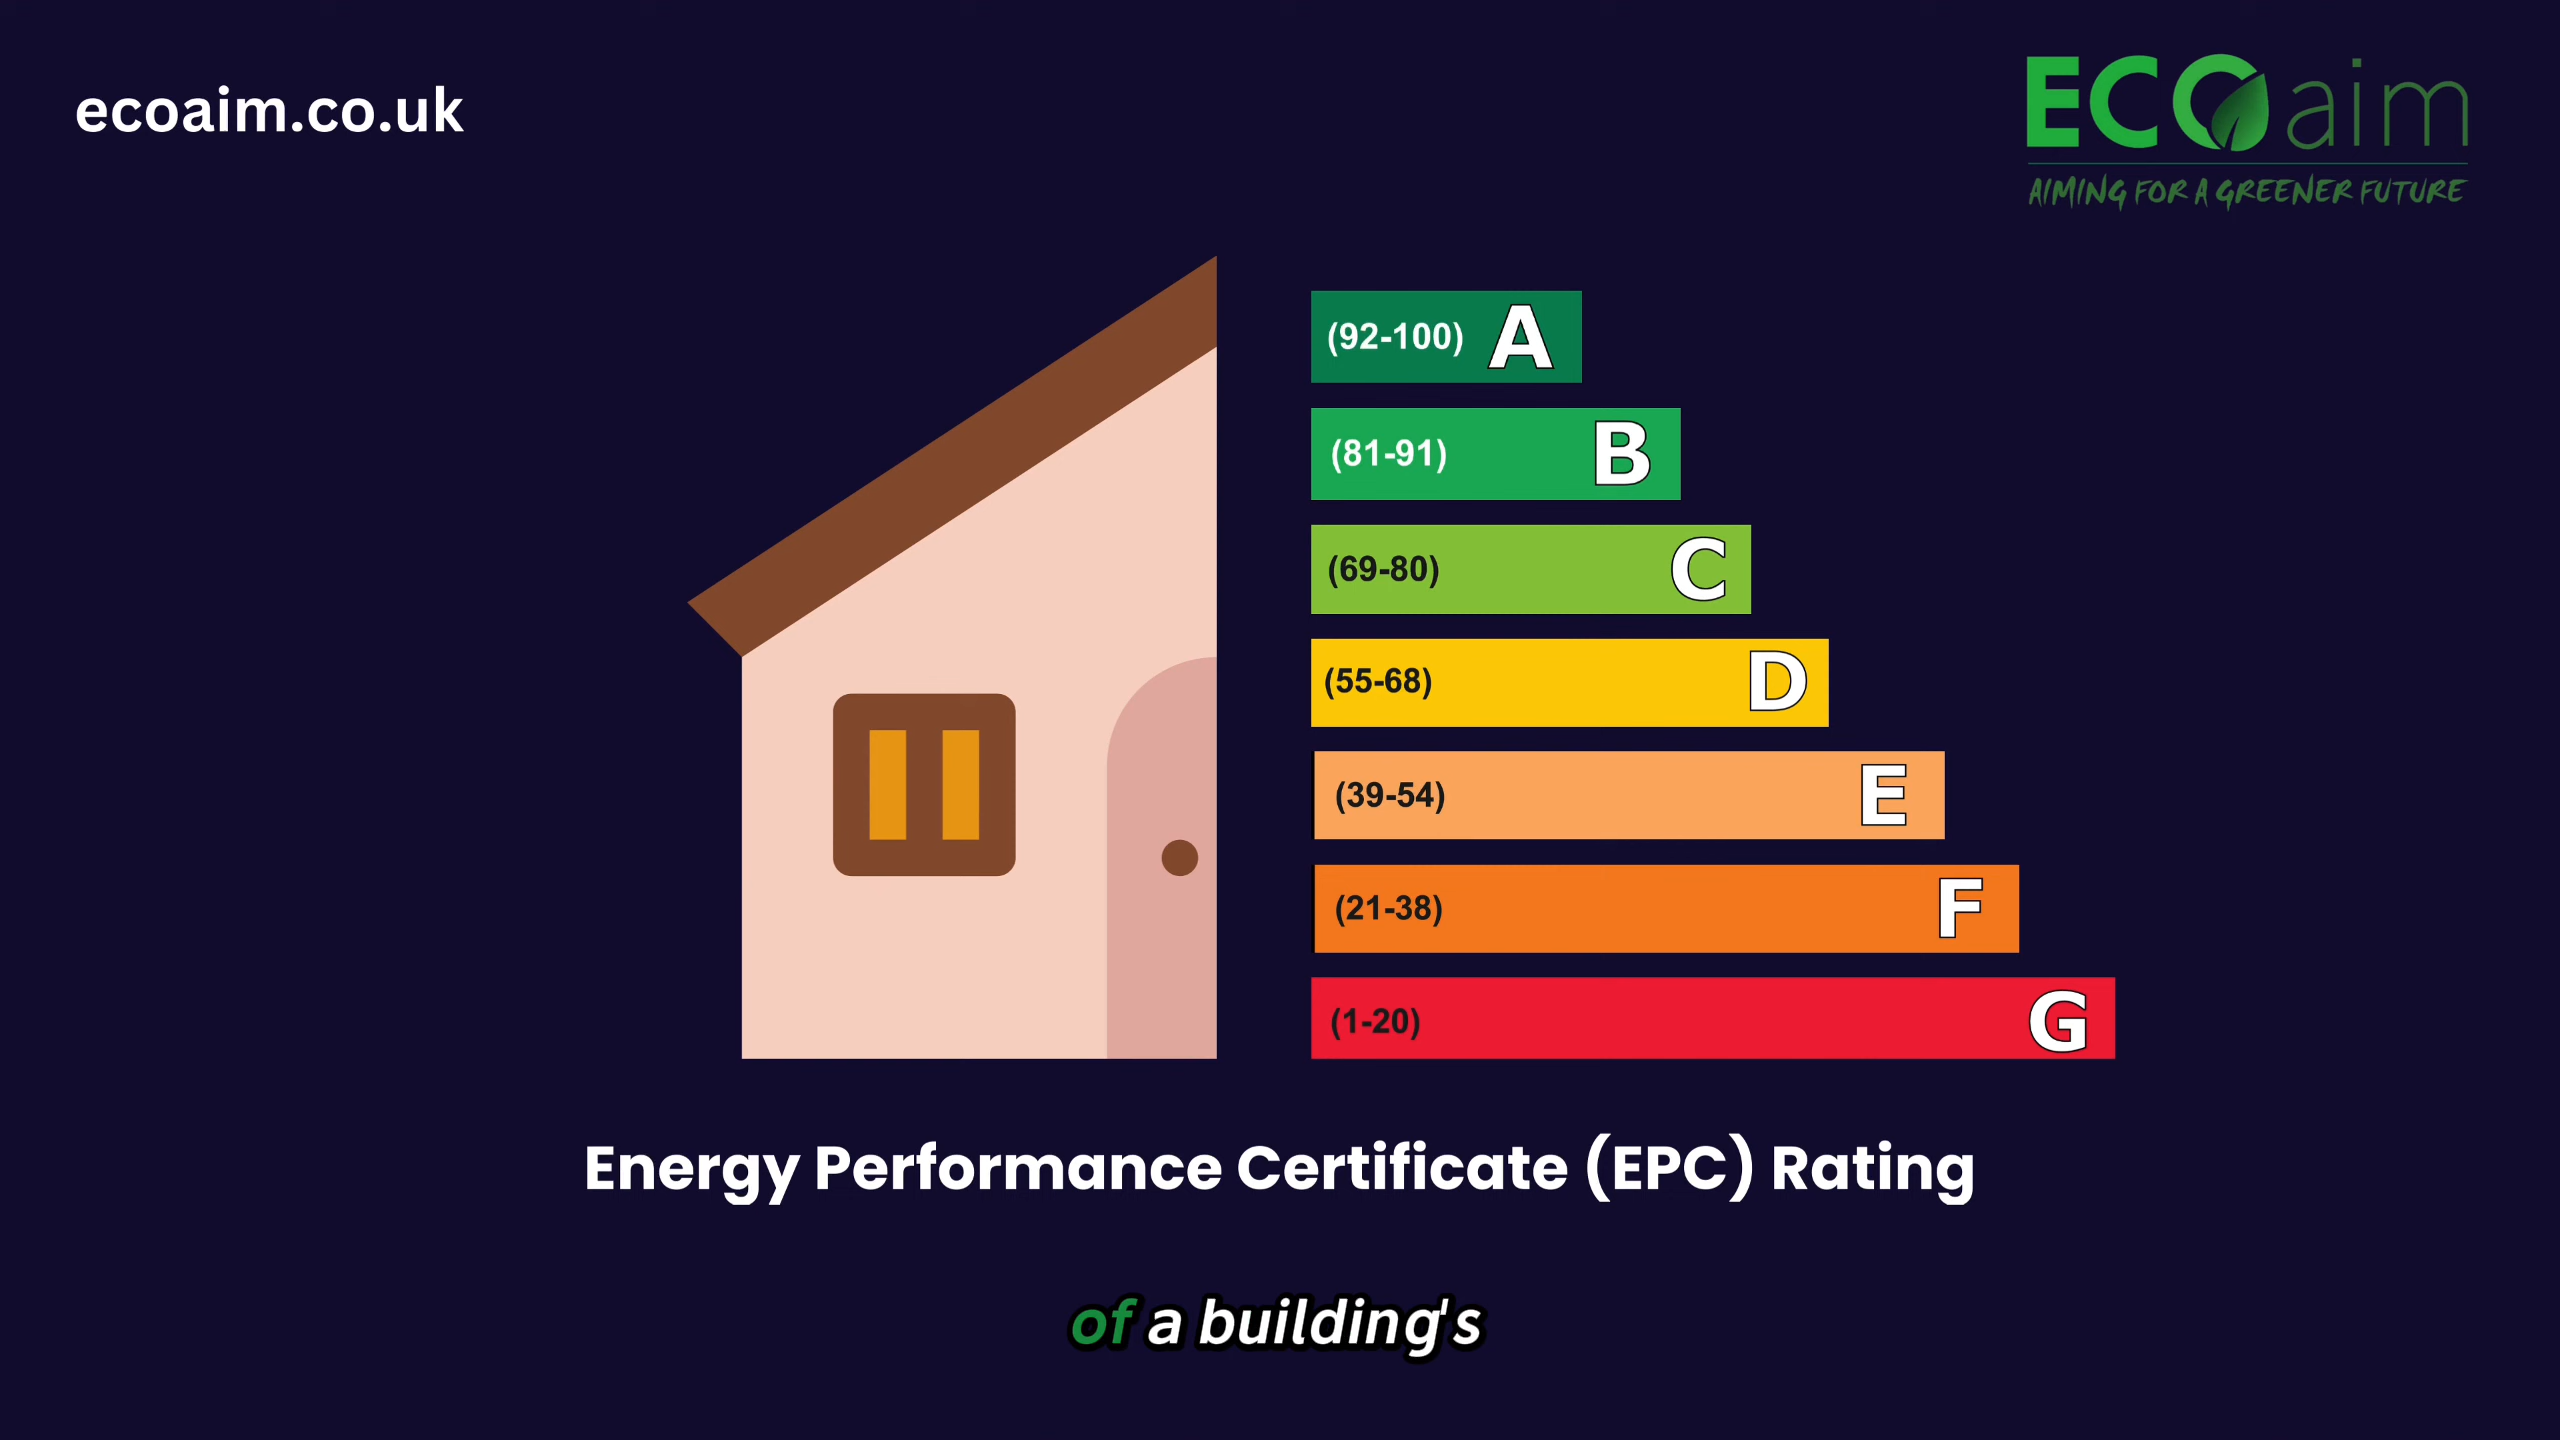 ecoaim.co.uk
ECOaim
AIMING FOR A GREENER FUTURE
(92-100) A
(81-91) B
(69-80) C
(55-68) D
(39-54) E
(21-38) F
(1-20) G
Energy Performance Certificate (EPC) Rating
of a building's